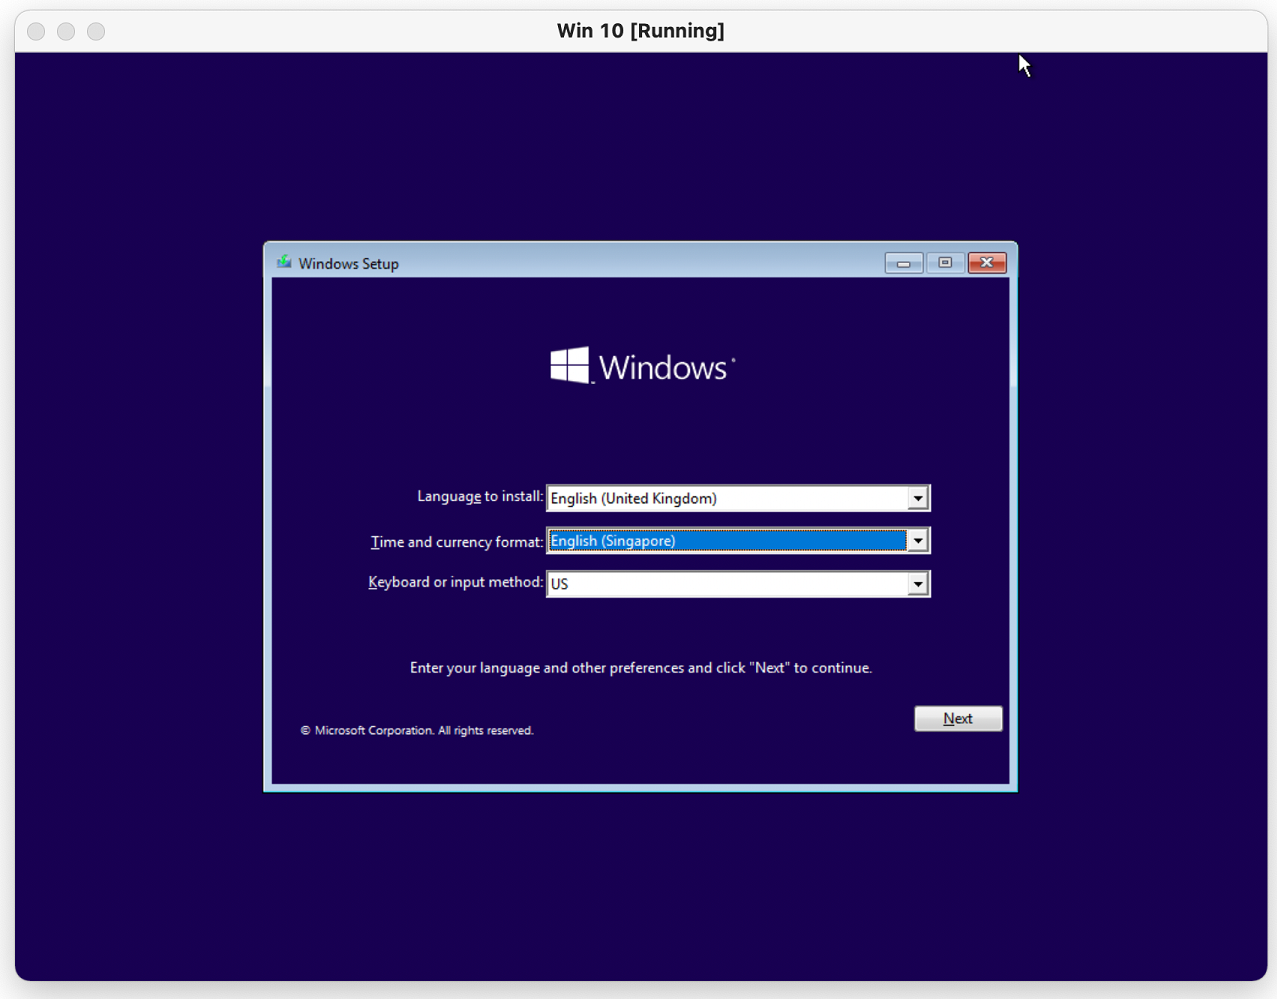 Win 10 [Running]
Windows Setup
Windows
Language to install: English (United Kingdom)
Time and currency format: English (Singapore)
Keyboard or input method: US
Enter your language and other preferences and click "Next" to continue.
Next
© Microsoft Corporation. All rights reserved.